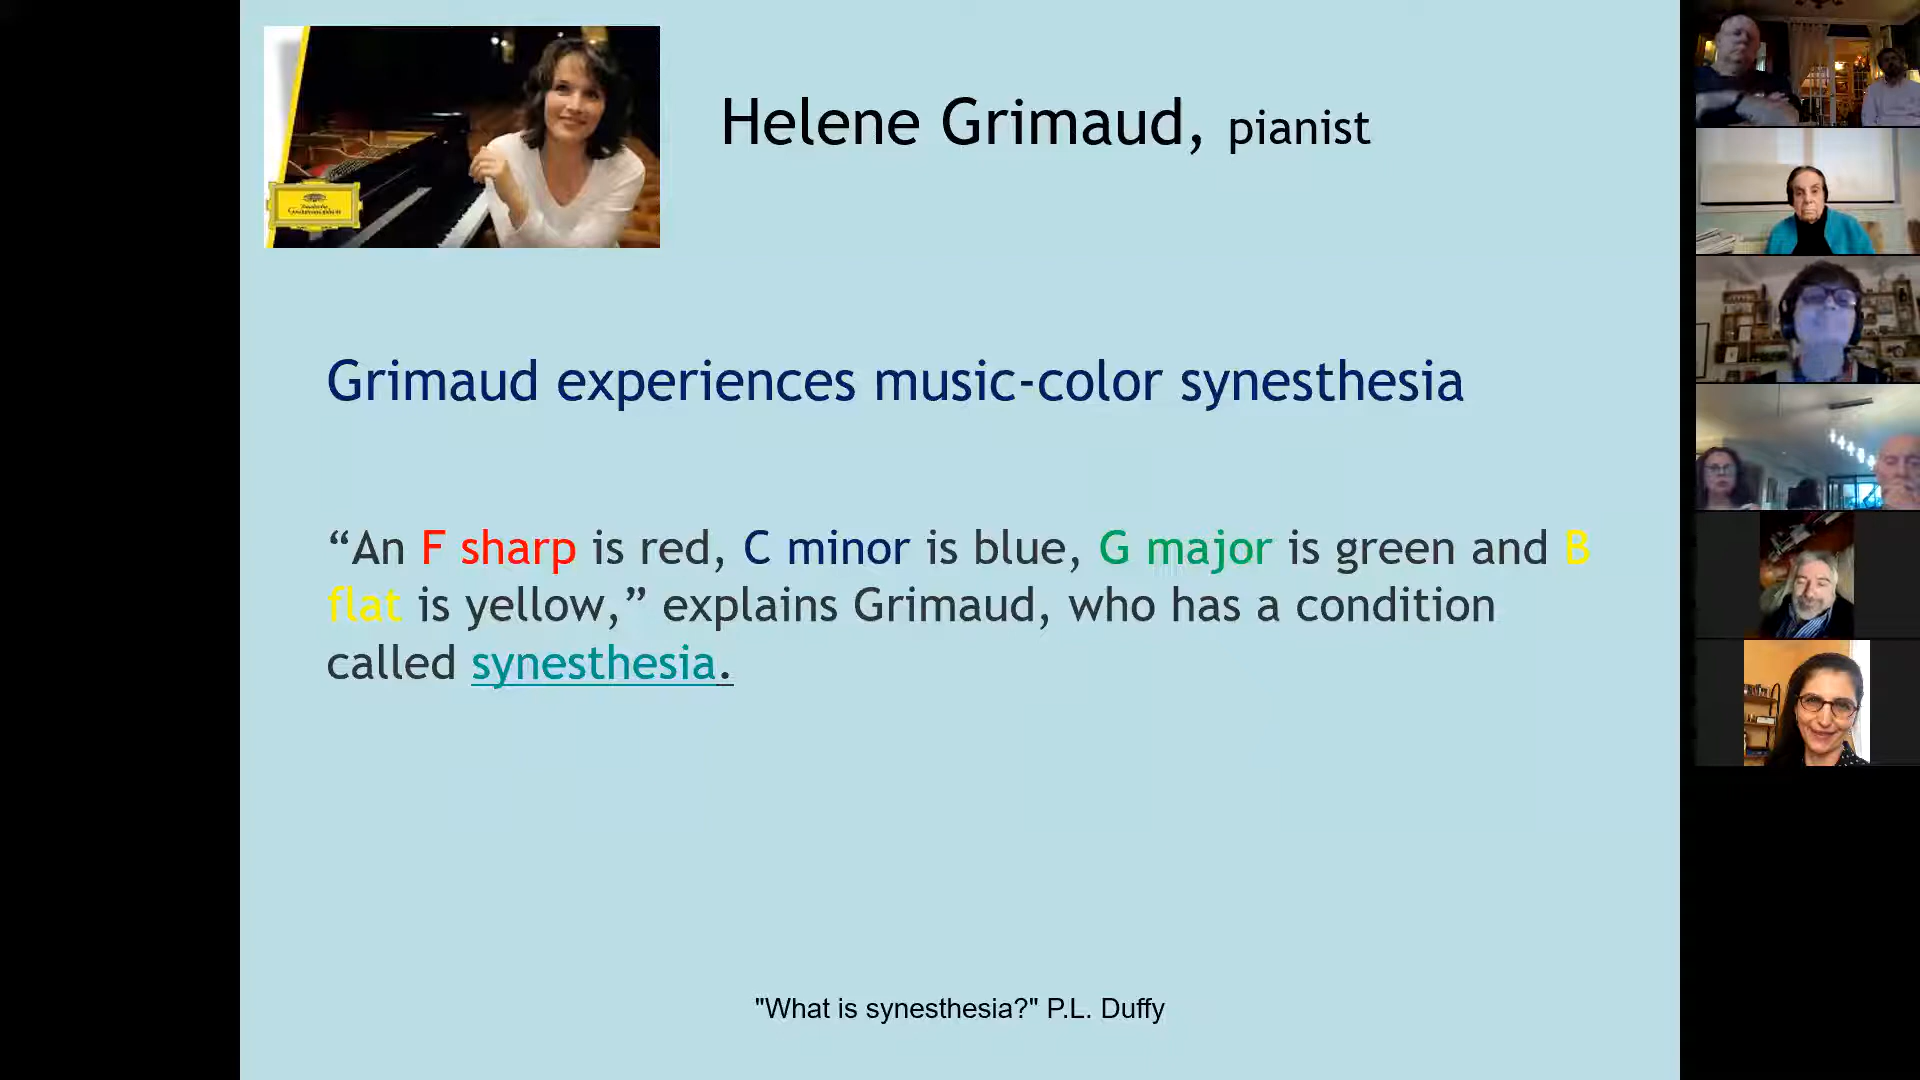 Helene Grimaud, pianist
Grimaud experiences music-color synesthesia
“An F sharp is red, C minor is blue, G major is green and B
flat is yellow,” explains Grimaud, who has a condition
called synesthesia.
"What is synesthesia?" P.L. Duffy